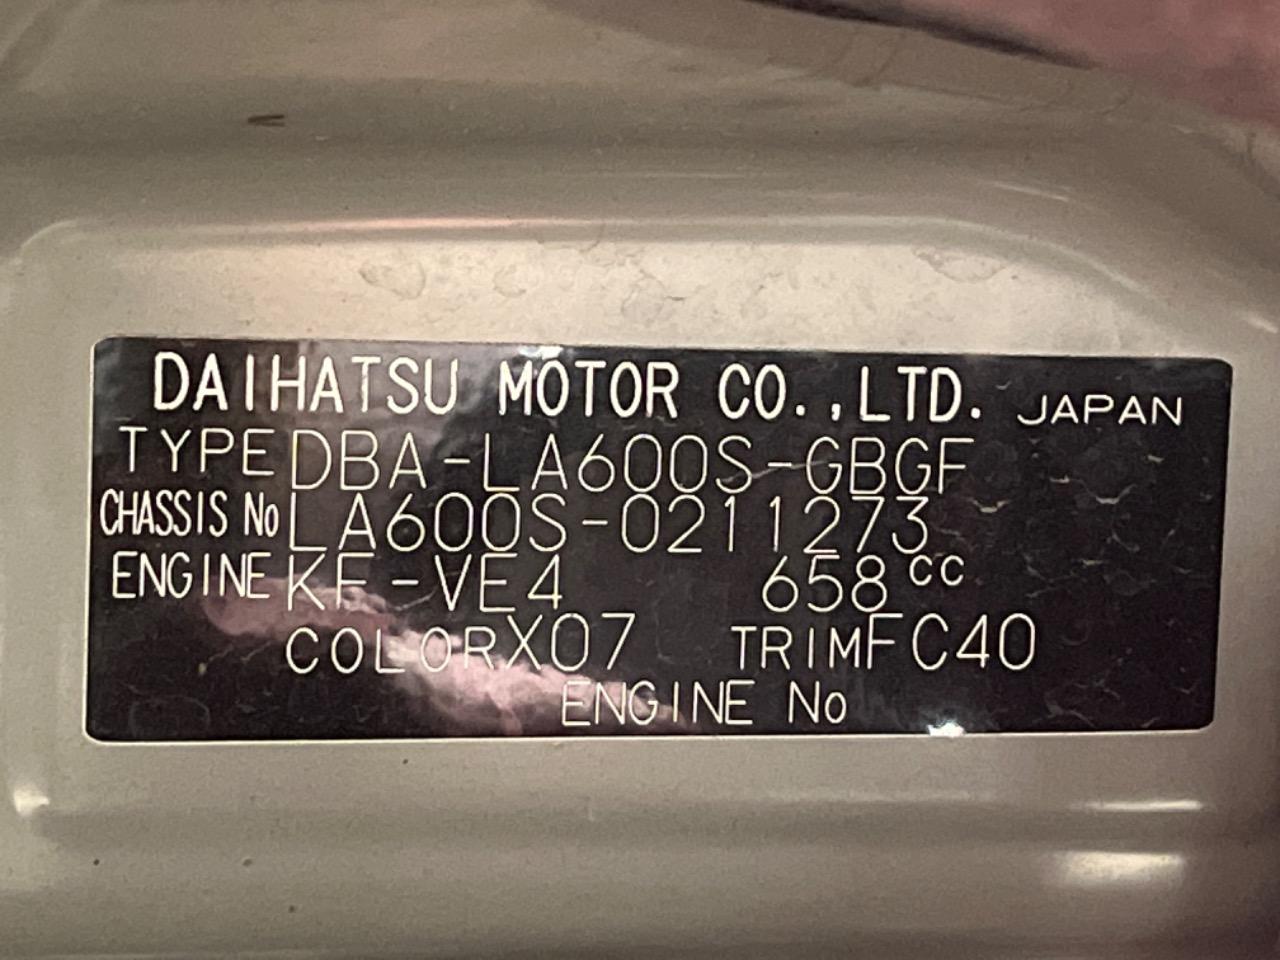 DAIHATSU MOTOR CO.,LTD. JAPAN
TYPE DBA-LA600S-GBGF
CHASSIS No LA600S-0211273
ENGINE KF-VE4 658cc
COLOR X07 TRIM FC40
ENGINE No